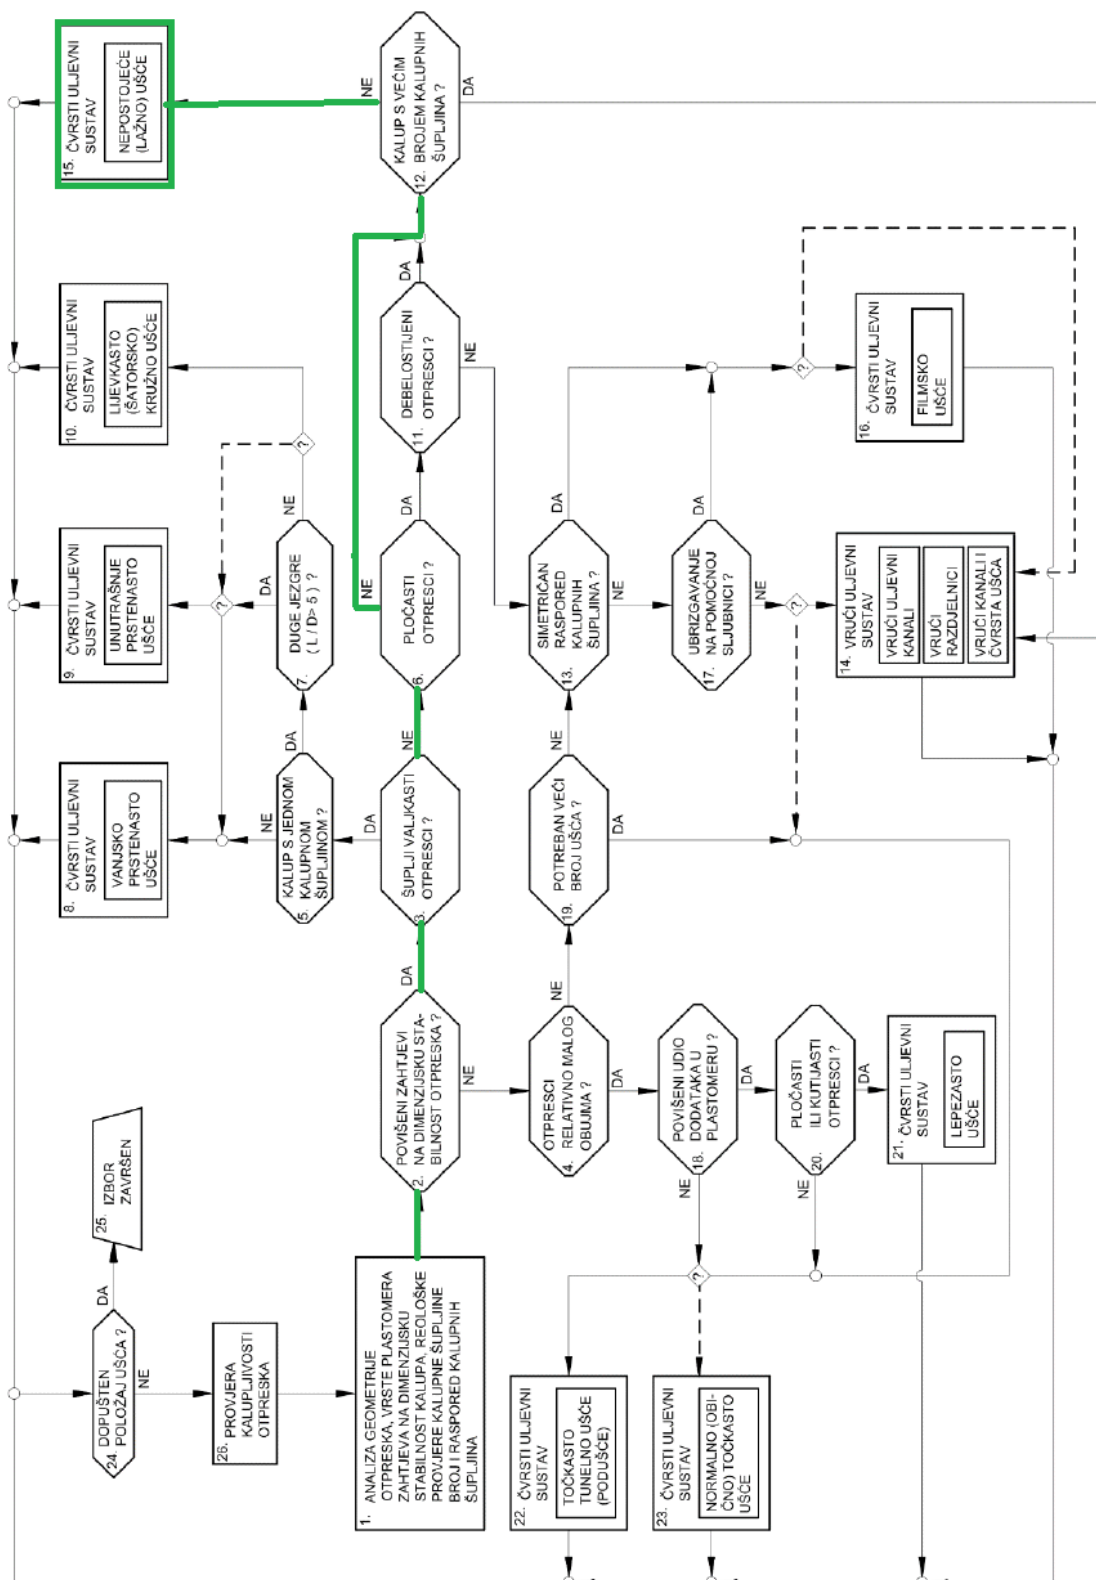 1. ANALIZA GEOMETRIJE
OTPRESKA, VRSTE PLASTOMERA
ZAHTJEVA NA DIMENZIJSKU
STABILNOST KALUPA, REOLOŠKE
PROVJERE KALUPNE ŠUPLJINE
BROJ I RASPORED KALUPNIH
ŠUPLJINA
POVIŠENI ZAHTJEVI
2. NA DIMENZIJSKU STA-
BILNOST OTPRESKA ?
DA
NE
ŠUPLJI VALJKASTI
3. OTPRESCI ?
DA
NE
OTPRESCI
RELATIVNO MALOG
4. OBUJMA ?
NE
DA
KALUP S JEDNOM
KALUPNOM
5. ŠUPLJINOM ?
NE
DA
PLOČASTI
6. OTPRESCI ?
NE
DA
DUGE JEZGRE
7. ( L / D> 5 ) ?
DA
NE
8. ČVRSTI ULJEVNI
SUSTAV
VANJSKO
PRSTENASTO
UŠĆE
9. ČVRSTI ULJEVNI
SUSTAV
UNUTRAŠNJE
PRSTENASTO
UŠĆE
10. ČVRSTI ULJEVNI
SUSTAV
LIJEVKASTO
(ŠATORSKO)
KRUŽNO UŠĆE
?
?
DEBELOSTIJENI
11. OTPRESCI ?
DA
NE
KALUP S VEĆIM
12. BROJEM KALUPNIH
ŠUPLJINA ?
NE
DA
SIMETRIČAN
RASPORED
KALUPNIH
13. ŠUPLJINA ?
DA
NE
14. VRUĆI ULJEVNI
SUSTAV
VRUĆI ULJEVNI
KANALI
VRUĆI
RAZDJELNICI
VRUĆI KANALI I
ČVRSTA UŠĆA
15. ČVRSTI ULJEVNI
SUSTAV
NEPOSTOJEĆE
(LAŽNO) UŠĆE
16. ČVRSTI ULJEVNI
SUSTAV
FILMSKO
UŠĆE
?
UBRIZGAVANJE
NA POMOĆNOJ
17. SLJUBNICI ?
DA
NE
?
POVIŠENI UDIO
DODATAKA U
18. PLASTOMERU ?
NE
DA
POTREBAN VEĆI
19. BROJ UŠĆA ?
NE
DA
PLOČASTI
ILI KUTIJASTI
20. OTPRESCI ?
NE
DA
21. ČVRSTI ULJEVNI
SUSTAV
LEPEZASTO
UŠĆE
?
22. ČVRSTI ULJEVNI
SUSTAV
TOČKASTO
TUNELNO UŠĆE
(PODUŠĆE)
23. ČVRSTI ULJEVNI
SUSTAV
NORMALNO (OBI-
ČNO) TOČKASTO
UŠĆE
DOPUŠTEN
24. POLOŽAJ UŠĆA ?
DA
NE
25. IZBOR
ZAVRŠEN
26. PROVJERA
KALUPLJIVOSTI
OTPRESKA